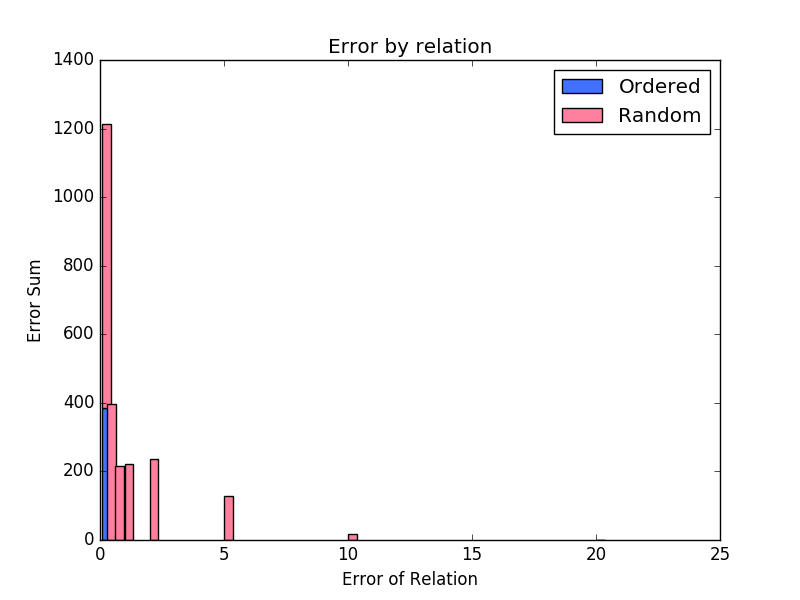 Error by relation
1400
1200
1000
800
600
400
200
0
Error Sum
Ordered
Random
0 5 10 15 20 25
Error of Relation